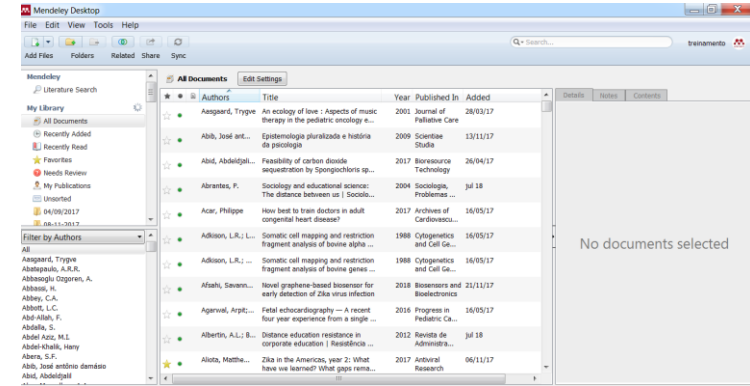 Mendeley Desktop
File Edit View Tools Help
Add Files Folders Related Share Sync
Search...
treinamento
Mendeley
Literature Search
My Library
All Documents
Recently Added
Recently Read
Favorites
Needs Review
My Publications
Unsorted
04/09/2017
08-11-2017
Filter by Authors
All
Aasgaard, Trygve
Abatepaulo, A.R.R.
Abbasoglu Ozgoren, A.
Abbassi, H.
Abbey, C.A.
Abbott, L.C.
Abd-Allah, F.
Abdalla, S.
Abdel Aziz, M.I.
Abdel-Khalik, Hany
Abera, S.F.
Abib, José antônio damásio
Abid, Abdeldjalil
All Documents Edit Settings
Authors Title Year Published In Added
Aasgaard, Trygve An ecology of love : Aspects of music 2001 Journal of 28/03/17
therapy in the pediatric oncology e... Palliative Care
Abib, José ant... Epistemologia pluralizada e história 2009 Scientiae 13/11/17
da psicologia Studia
Abid, Abdeldjali... Feasibility of carbon dioxide 2017 Bioresource 26/04/17
sequestration by Spongiochloris sp... Technology
Abrantes, P. Sociology and educational science: 2004 Sociologia, jul 18
The distance between us | Sociolo... Problemas ...
Acar, Philippe How best to train doctors in adult 2017 Archives of 16/05/17
congenital heart disease? Cardiovascu...
Adkison, L.R.; L... Somatic cell mapping and restriction 1988 Cytogenetics 16/05/17
fragment analysis of bovine alpha ... and Cell Ge...
Adkison, L.R.; ... Somatic cell mapping and restriction 1988 Cytogenetics 16/05/17
fragment analysis of bovine genes ... and Cell Ge...
Afsahi, Savann... Novel graphene-based biosensor for 2018 Biosensors and 21/11/17
early detection of Zika virus infection Bioelectronics
Agarwal, Arpit;... Fetal echocardiography — A recent 2016 Progress in 16/05/17
four year experience from a single ... Pediatric Ca...
Albertin, A.L.; B... Distance education resistance in 2012 Revista de jul 18
corporate education | Resistência ... Administra...
Aliota, Matthe... Zika in the Americas, year 2: What 2017 Antiviral 06/11/17
have we learned? What gaps rema... Research
Details Notes Contents
No documents selected